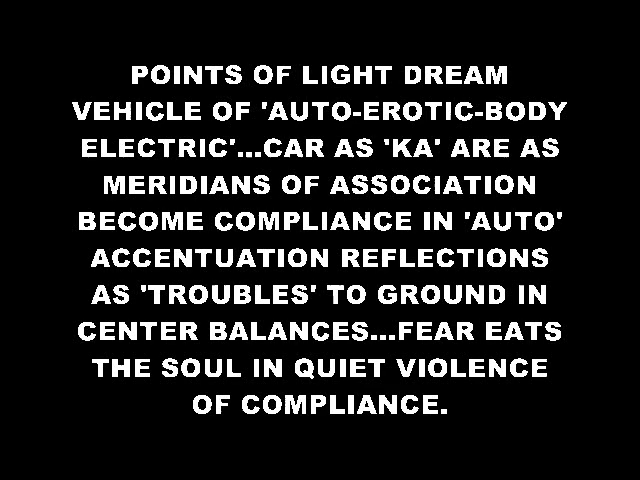 POINTS OF LIGHT DREAM
VEHICLE OF 'AUTO-EROTIC-BODY
ELECTRIC'...CAR AS 'KA' ARE AS
MERIDIANS OF ASSOCIATION
BECOME COMPLIANCE IN 'AUTO'
ACCENTUATION REFLECTIONS
AS 'TROUBLES' TO GROUND IN
CENTER BALANCES...FEAR EATS
THE SOUL IN QUIET VIOLENCE
OF COMPLIANCE.